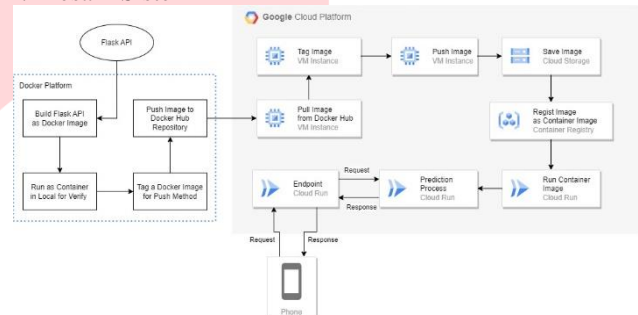 Google Cloud Platform
Flask API
Tag Image
VM Instance
Push Image
VM Instance
Save Image
Cloud Storage
Docker Platform
Build Flask API
as Docker Image
Push Image to
Docker Hub
Repository
Pull Image
from Docker Hub
VM Instance
Regist Image
as Container Image
Container Registry
Run as Container
in Local for Verify
Tag a Docker Image
for Push Method
Endpoint
Cloud Run
Request
Response
Prediction
Process
Cloud Run
Run Container
Image
Cloud Run
Request
Response
Phone